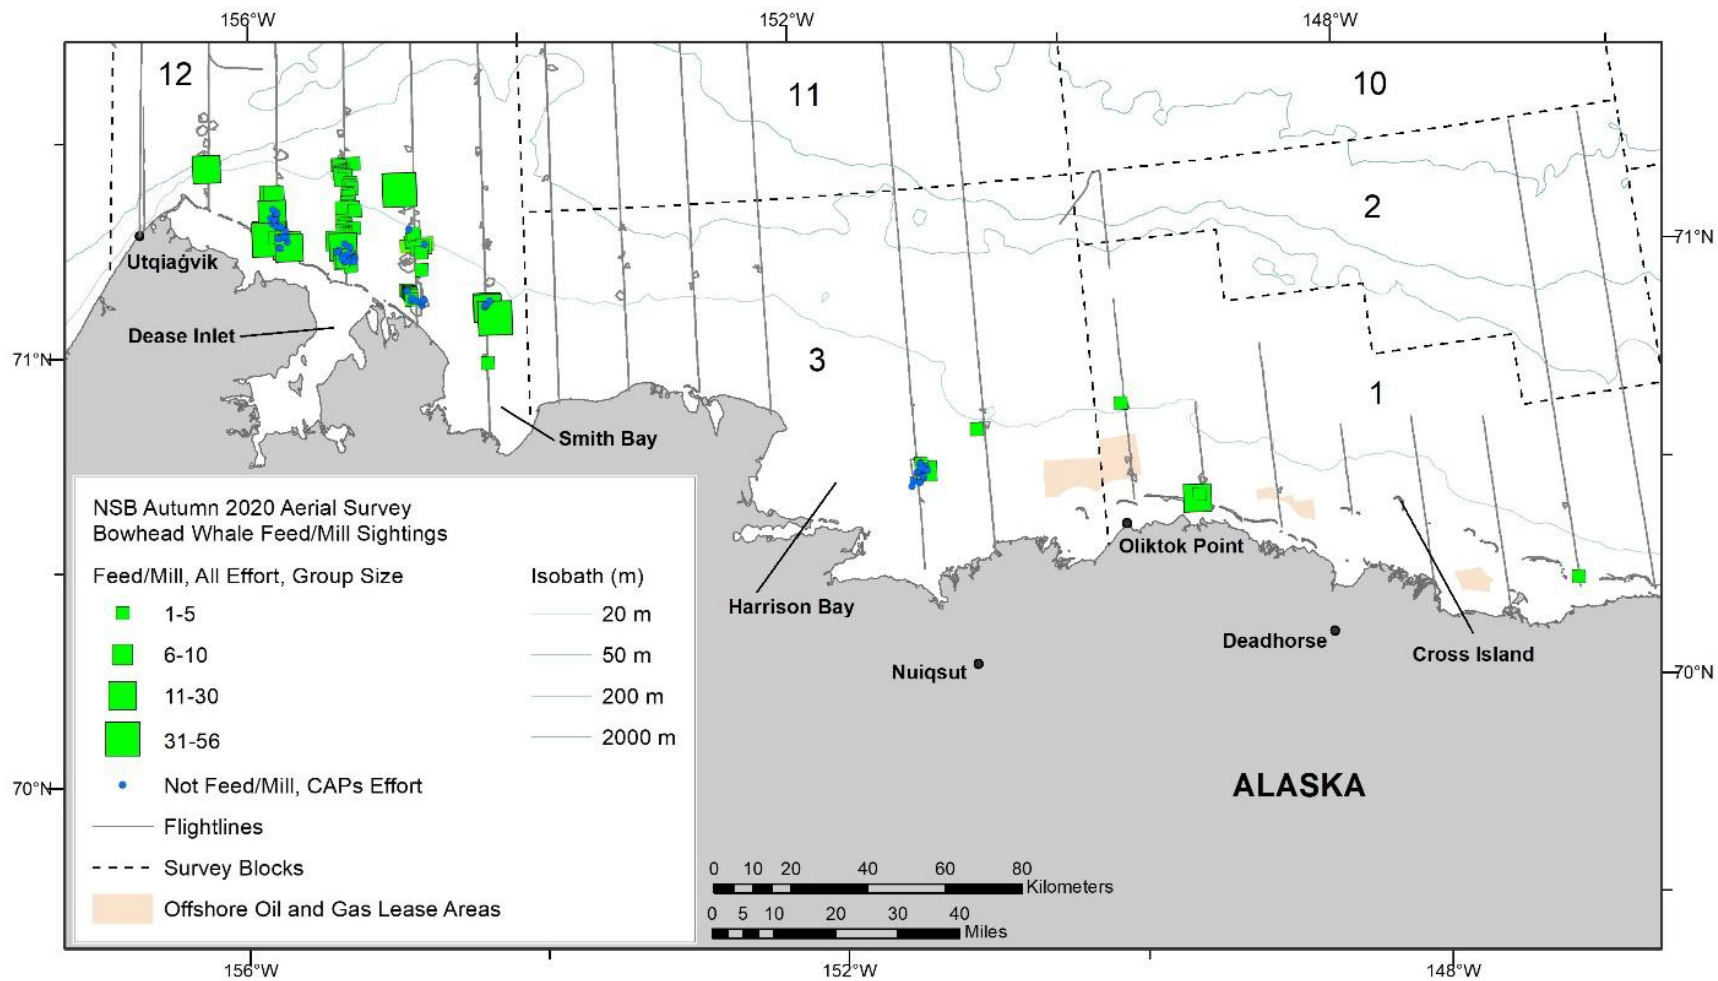 156°W
152°W
148°W
12
11
10
2
71°N
Utqiaġvik
Dease Inlet
71°N
3
1
Smith Bay
NSB Autumn 2020 Aerial Survey
Bowhead Whale Feed/Mill Sightings
Feed/Mill, All Effort, Group Size
1-5
6-10
11-30
31-56
Not Feed/Mill, CAPs Effort
Flightlines
Survey Blocks
Offshore Oil and Gas Lease Areas
Isobath (m)
20 m
50 m
200 m
2000 m
Oliktok Point
Harrison Bay
Deadhorse
Cross Island
Nuiqsut
70°N
70°N
ALASKA
0 10 20 40 60 80
Kilometers
0 5 10 20 30 40
Miles
156°W
152°W
148°W